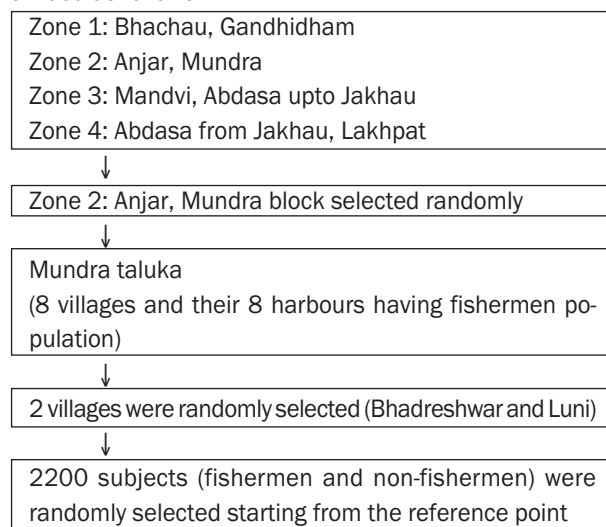 Zone 1: Bhachau, Gandhidham
Zone 2: Anjar, Mundra
Zone 3: Mandvi, Abdasa upto Jakhau
Zone 4: Abdasa from Jakhau, Lakhpat
Zone 2: Anjar, Mundra block selected randomly
Mundra taluka
(8 villages and their 8 harbours having fishermen po-
pulation)
2 villages were randomly selected (Bhadreshwar and Luni)
2200 subjects (fishermen and non-fishermen) were
randomly selected starting from the reference point